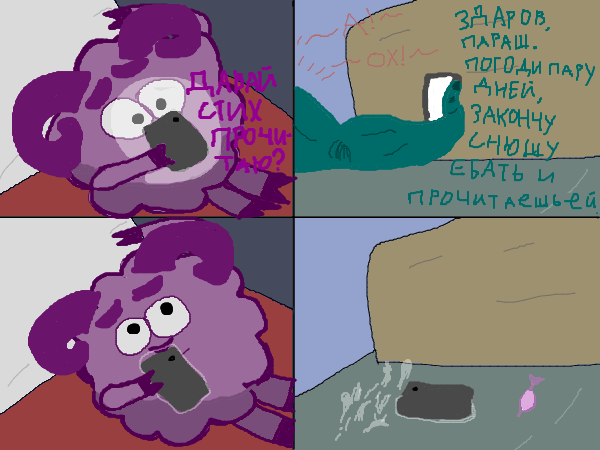 ДАВАЙ
СТИХ
ПРОЧИ-
ТАЮ?
А!~
ОХ!~
ЗДАРОВ,
ПАРАШ.
ПОГОДИ ПАРУ
ДНЕЙ,
ЗАКОНЧУ
СНЮШУ
ЕБАТЬ И
ПРОЧИТАЕШЬ ЕЙ